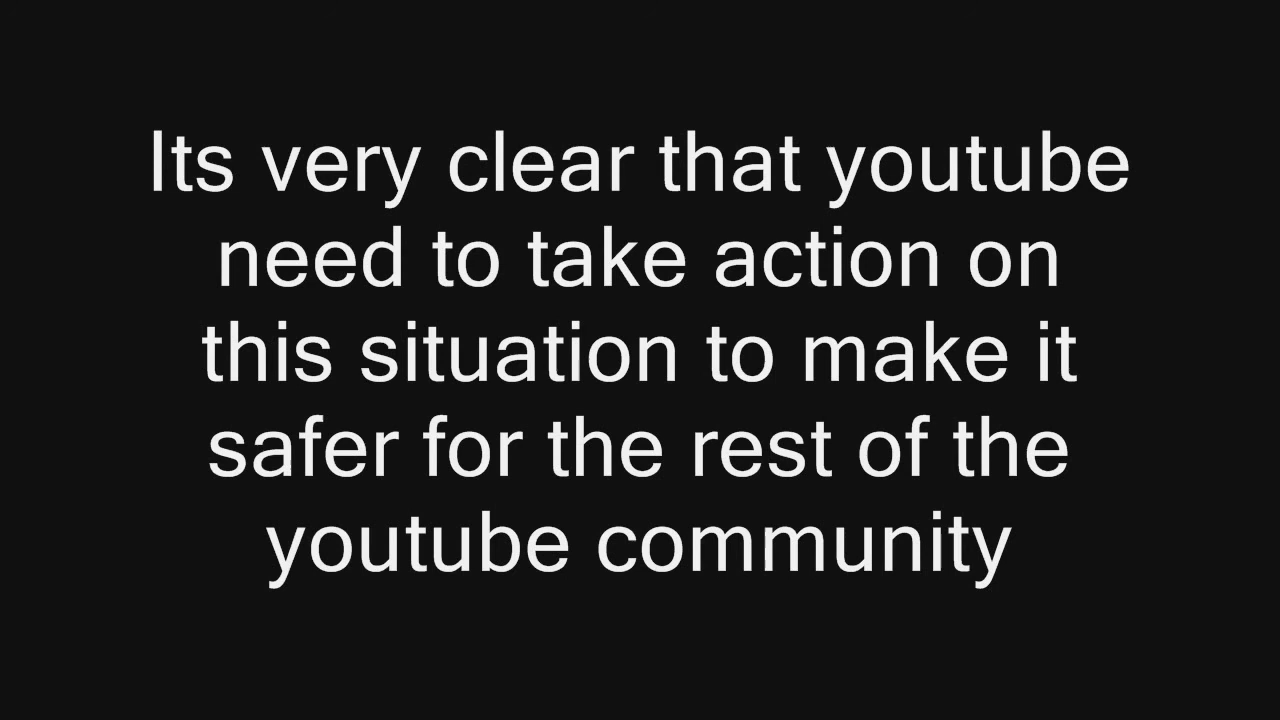 Its very clear that youtube
need to take action on
this situation to make it
safer for the rest of the
youtube community